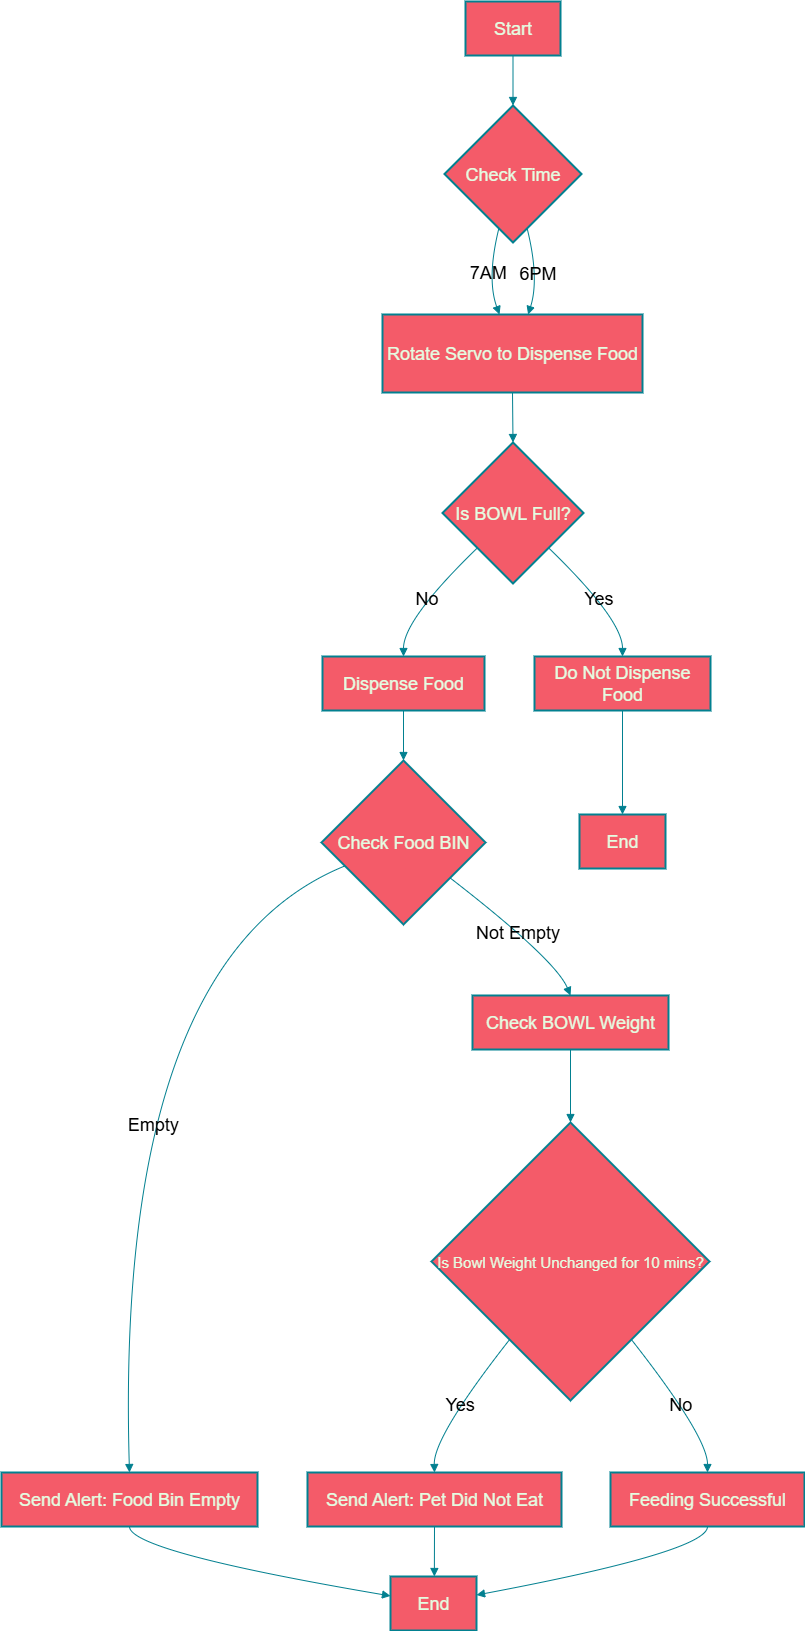 Start
Check Time
7AM
6PM
Rotate Servo to Dispense Food
Is BOWL Full?
No
Yes
Dispense Food
Do Not Dispense
Food
Check Food BIN
End
Not Empty
Check BOWL Weight
Empty
Is Bowl Weight Unchanged for 10 mins?
Yes
No
Send Alert: Food Bin Empty
Send Alert: Pet Did Not Eat
Feeding Successful
End